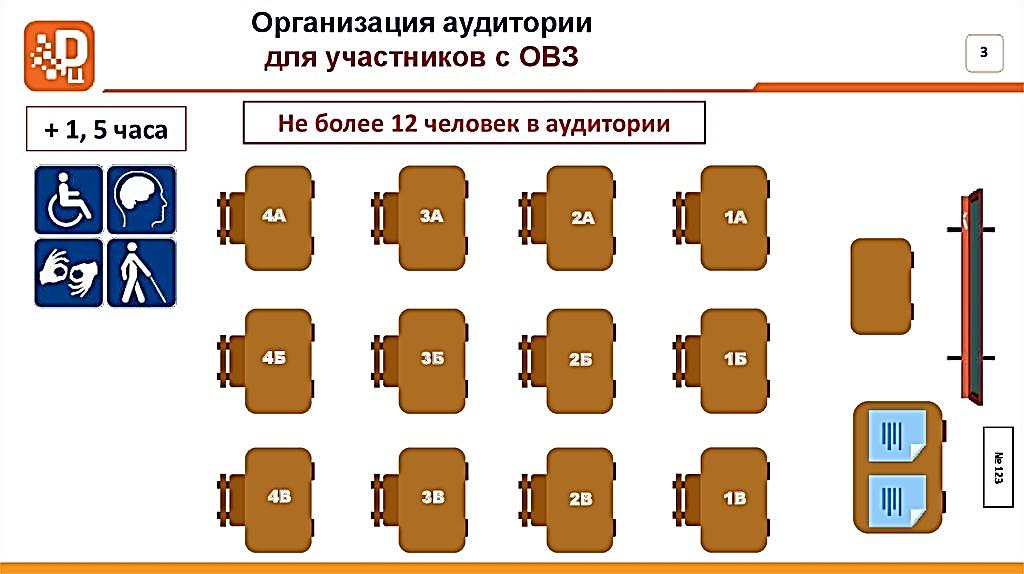 Организация аудитории
для участников с ОВЗ
3
+ 1, 5 часа
Не более 12 человек в аудитории
4А 3А 2А 1А
4Б 3Б 2Б 1Б
4В 3В 2В 1В
№ 123
РЦ